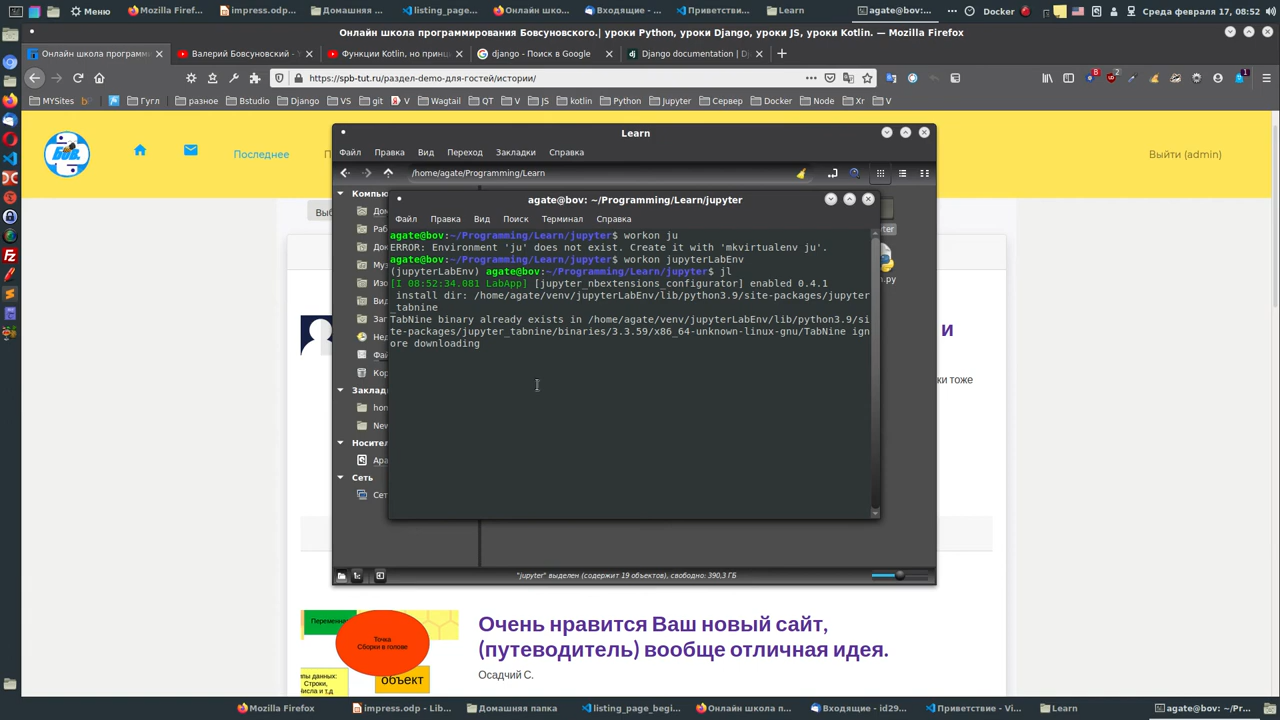 Меню
Mozilla Firef...
impress.odp...
Домашняя ...
listing_page...
Онлайн шко...
Входящие -...
Приветстви...
Learn
agate@bov:...
Docker
Среда февраля 17, 08:52
Онлайн школа программирования Бовсуновского.| уроки Python, Django, уроки JS, уроки Kotlin. — Mozilla Firefox
Онлайн школа программ
Валерий Бовсуновский - Y
Функции Kotlin, но принц
django - Поиск в Google
Django documentation | D
https://spb-tut.ru/раздел-demo-для-гостей/истории/
MYSites
Гугл
разное
Bstudio
Django
VS
git
V
Wagtail
QT
V
JS
kotlin
Python
Jupyter
Сервер
Docker
Node
Xr
V
Последнее
Выйти (admin)
Learn
Файл Правка Вид Переход Закладки Справка
/home/agate/Programming/Learn
Компью
agate@bov: ~/Programming/Learn/jupyter
Файл Правка Вид Поиск Терминал Справка
agate@bov:~/Programming/Learn/jupyter$ workon ju
ERROR: Environment 'ju' does not exist. Create it with 'mkvirtualenv ju'.
agate@bov:~/Programming/Learn/jupyter$ workon jupyterLabEnv
(jupyterLabEnv) agate@bov:~/Programming/Learn/jupyter$ jl
[I 08:52:34.081 LabApp] [jupyter_nbextensions_configurator] enabled 0.4.1
install dir: /home/agate/venv/jupyterLabEnv/lib/python3.9/site-packages/jupyter
_tabnine
TabNine binary already exists in /home/agate/venv/jupyterLabEnv/lib/python3.9/si
te-packages/jupyter_tabnine/binaries/3.3.59/x86_64-unknown-linux-gnu/TabNine ign
ore downloading
Закладк
Носител
Сеть
Сет
ки тоже
"jupyter" выделен (содержит 19 объектов), свободно: 390,3 ГБ
Точка
Сборки в голове
объект
Строки,
Очень нравится Ваш новый сайт,
(путеводитель) вообще отличная идея.
Осадчий С.
Mozilla Firefox
impress.odp - Lib...
Домашняя папка
listing_page_begi...
Онлайн школа п...
Входящие - id29...
Приветствие - Vi...
Learn
agate@bov: ~/Pr...